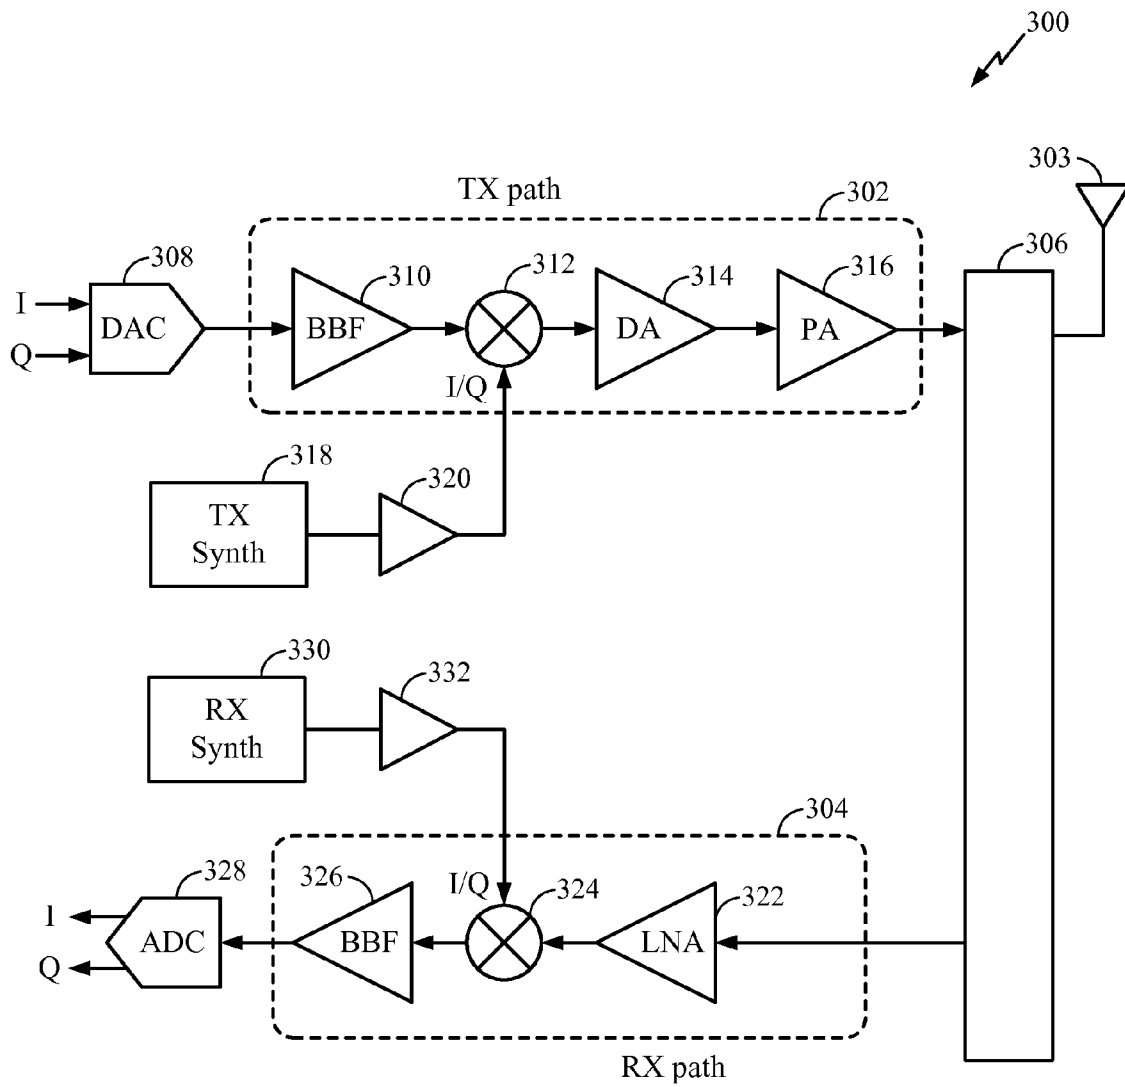 300
303
TX path
302
306
308
310
312
314
316
I
DAC
BBF
DA
PA
Q
I/Q
318
320
TX
Synth
330
332
RX
Synth
304
328
326
I/Q
324
322
I
ADC
BBF
LNA
Q
RX path